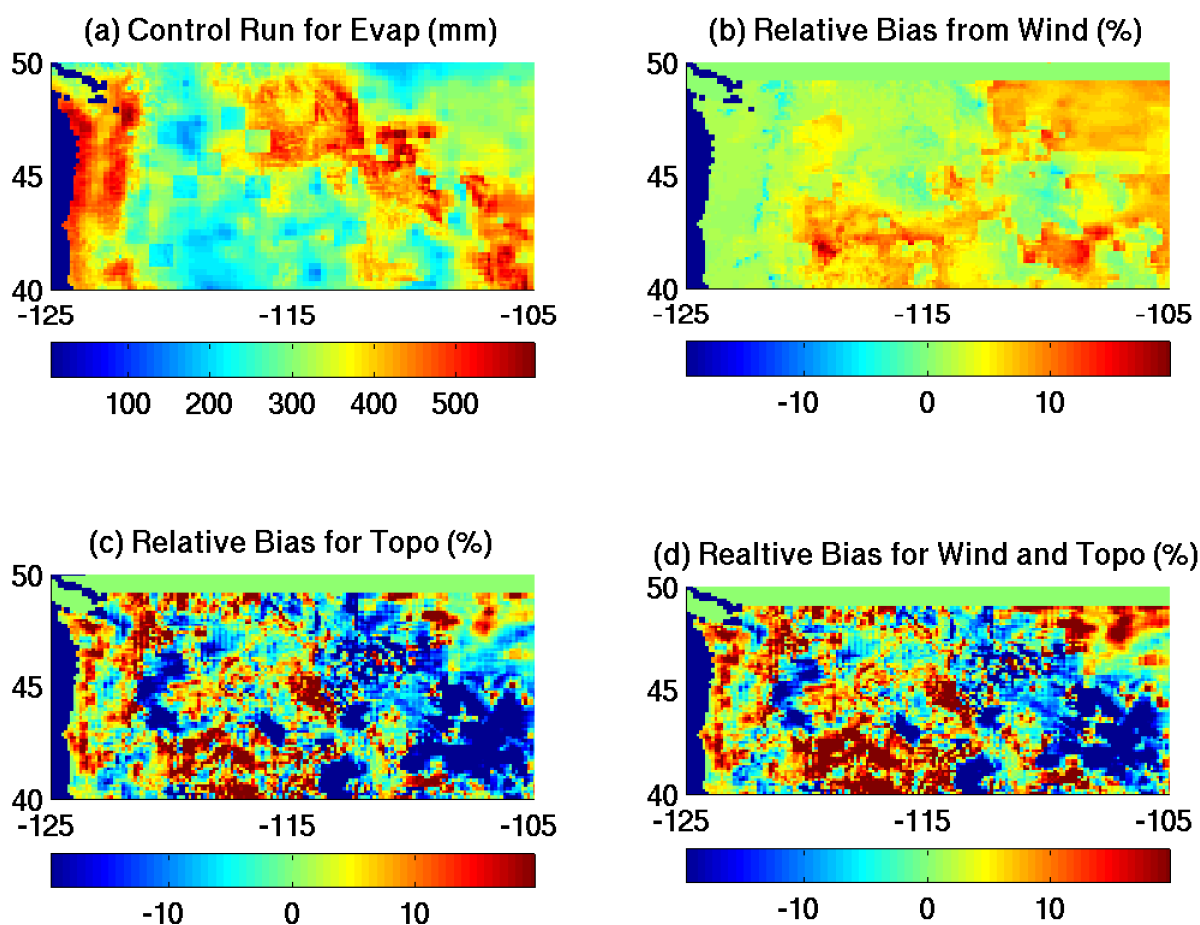 (a) Control Run for Evap (mm)
50
45
40
-125 -115 -105
100 200 300 400 500
(b) Relative Bias from Wind (%)
50
45
40
-125 -115 -105
-10 0 10
(c) Relative Bias for Topo (%)
50
45
40
-125 -115 -105
-10 0 10
(d) Realtive Bias for Wind and Topo (%)
50
45
40
-125 -115 -105
-10 0 10